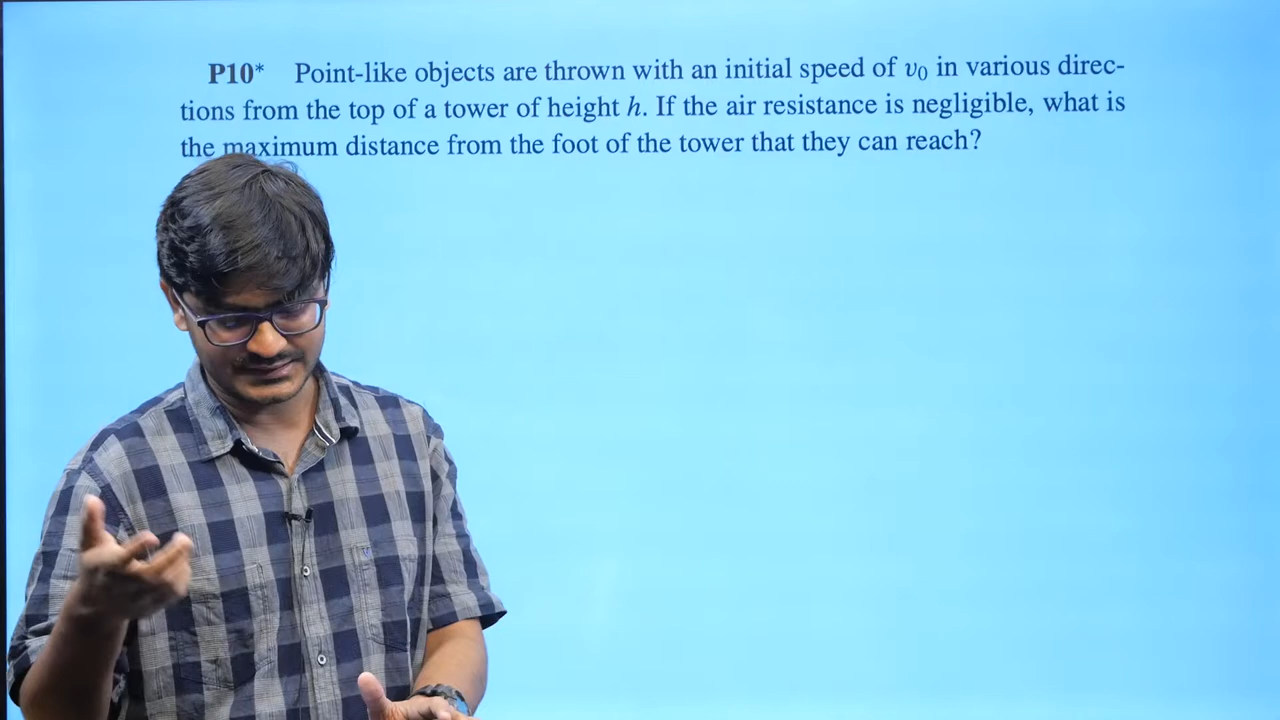 P10* Point-like objects are thrown with an initial speed of v₀ in various direc-
tions from the top of a tower of height h. If the air resistance is negligible, what is
the maximum distance from the foot of the tower that they can reach?